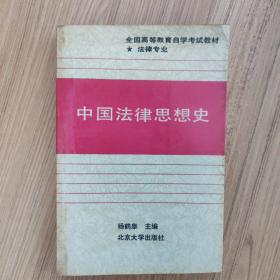 全国高等教育自学考试教材
★ 法律专业
中国法律思想史
杨鹤皋 主编
北京大学出版社